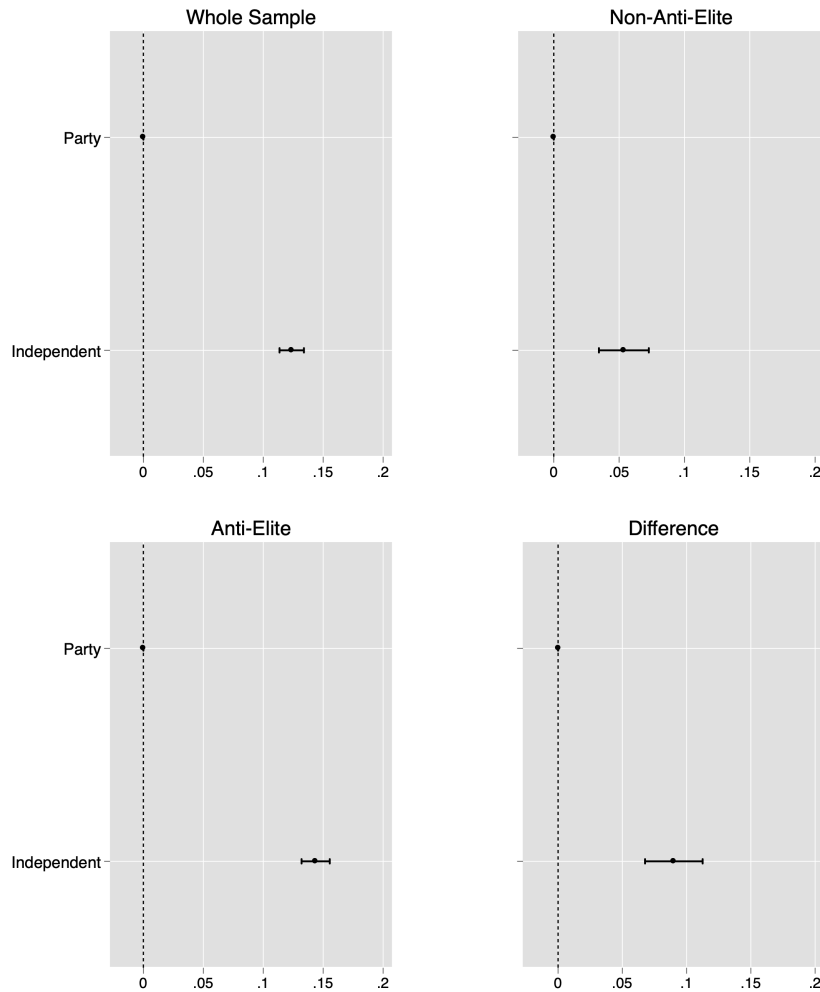 Whole Sample
Non-Anti-Elite
Party
Independent
0 .05 .1 .15 .2
0 .05 .1 .15 .2
Anti-Elite
Difference
Party
Independent
0 .05 .1 .15 .2
0 .05 .1 .15 .2